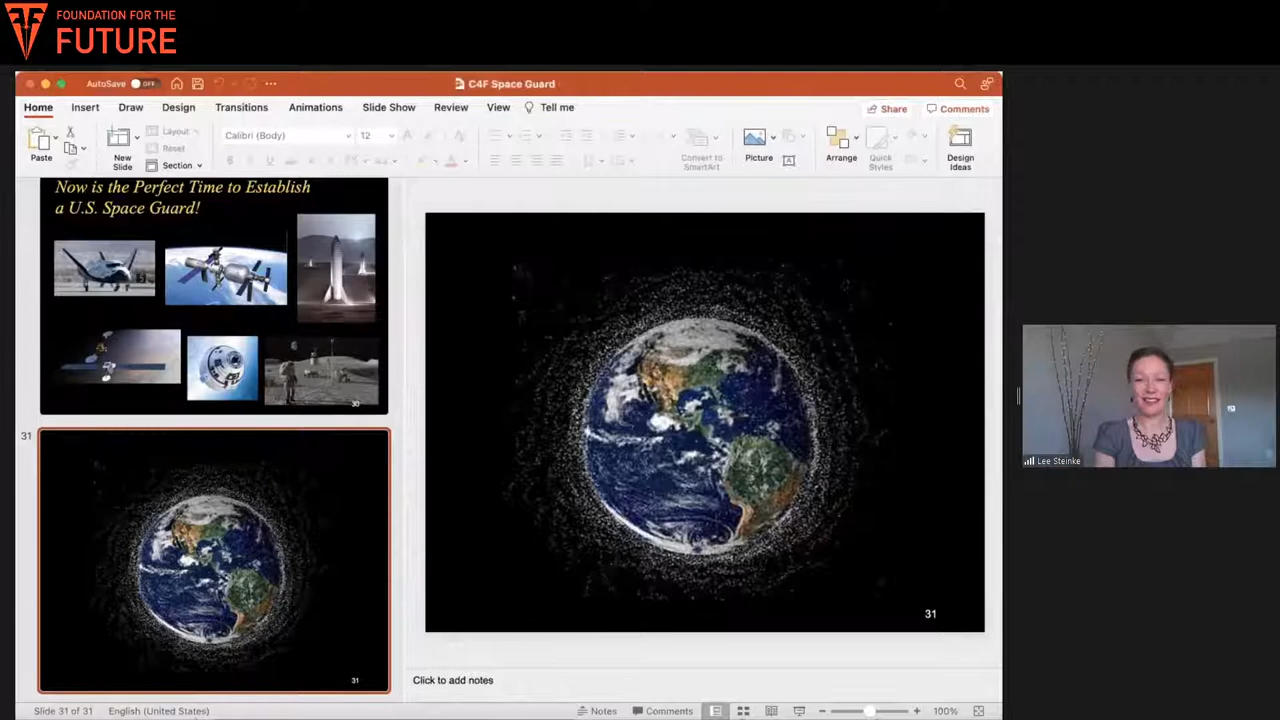 FOUNDATION FOR THE
FUTURE
AutoSave OFF
C4F Space Guard
Home Insert Draw Design Transitions Animations Slide Show Review View Tell me
Share Comments
Paste
New
Slide
Layout
Reset
Section
Calibri (Body) 12
Convert to
SmartArt
Picture
Arrange
Quick
Styles
Design
Ideas
Now is the Perfect Time to Establish
a U.S. Space Guard!
30
31
31
31
Lee Steinke
Click to add notes
Slide 31 of 31 English (United States) Notes Comments 100%